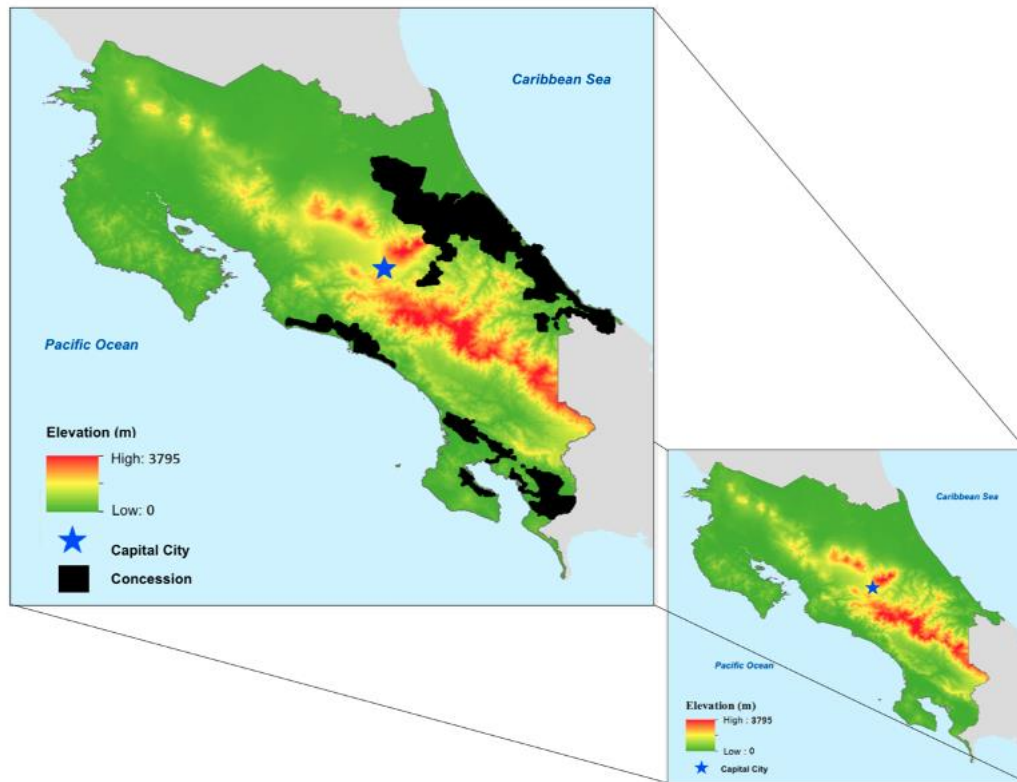 Caribbean Sea
Pacific Ocean
Elevation (m)
High: 3795
Low: 0
Capital City
Concession
Caribbean Sea
Pacific Ocean
Elevation (m)
High : 3795
Low : 0
Capital City